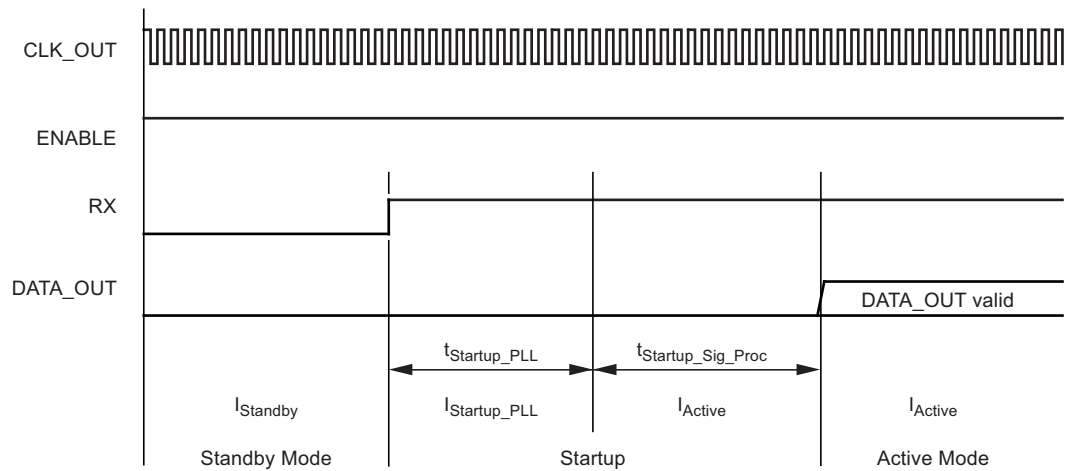 CLK_OUT
ENABLE
RX
DATA_OUT
DATA_OUT valid
tStartup_PLL
tStartup_Sig_Proc
IStandby
IStartup_PLL
IActive
IActive
Standby Mode
Startup
Active Mode